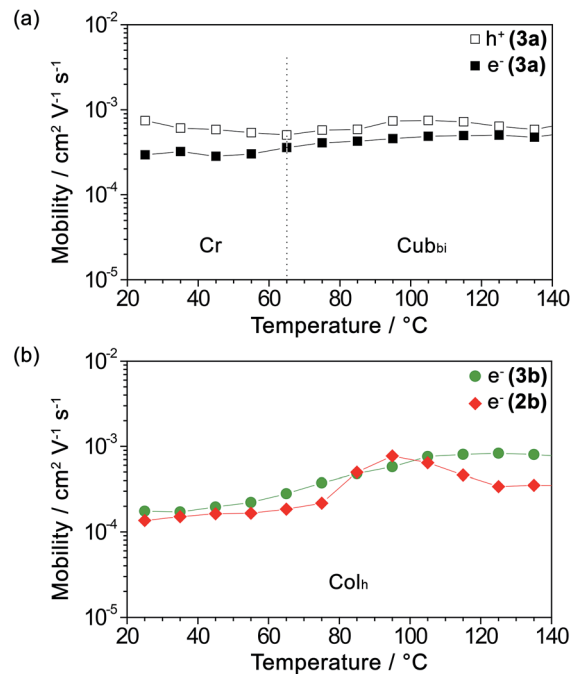 (a)
Mobility / cm² V⁻¹ s⁻¹
10⁻²
10⁻³
10⁻⁴
10⁻⁵
□ h⁺ (3a)
■ e⁻ (3a)
Cr
Cub_bi
20 40 60 80 100 120 140
Temperature / °C
(b)
Mobility / cm² V⁻¹ s⁻¹
10⁻²
10⁻³
10⁻⁴
10⁻⁵
e⁻ (3b)
e⁻ (2b)
Col_h
20 40 60 80 100 120 140
Temperature / °C